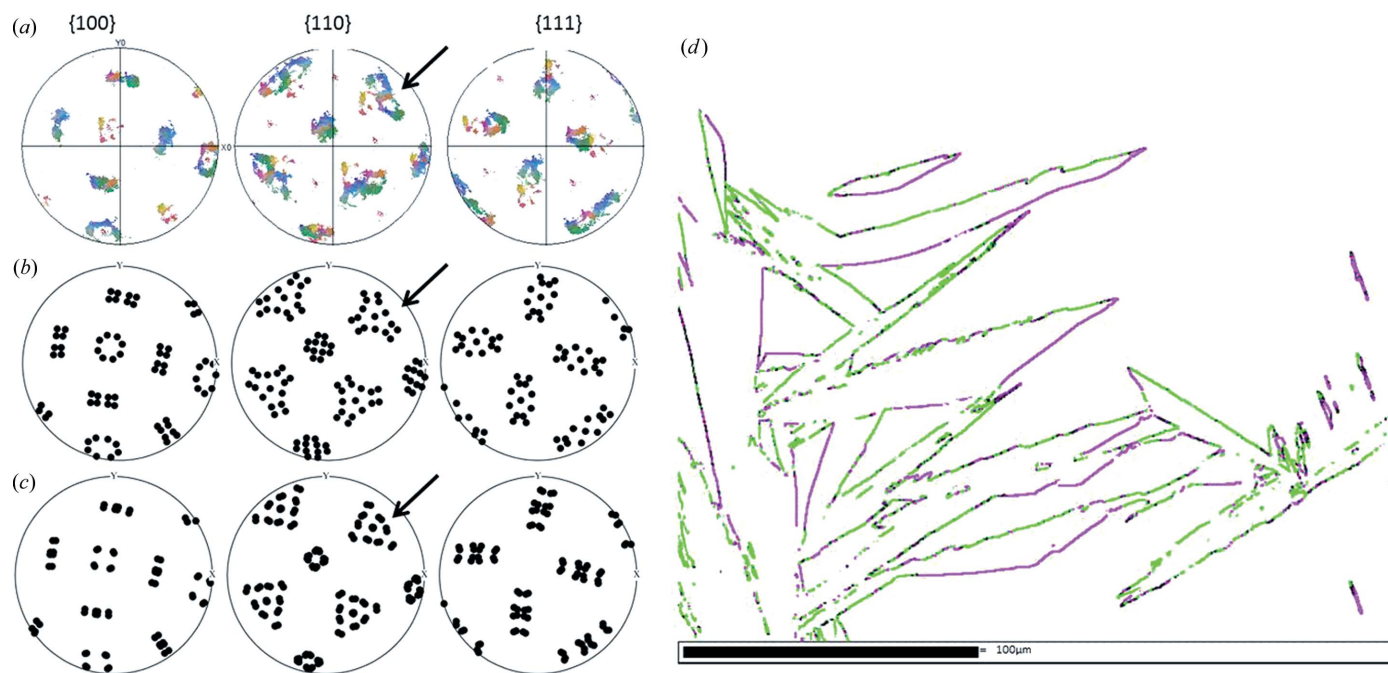 (a) {100} {110} {111}
Y0
X0
(b)
Y Y Y
X X X
(c)
Y Y Y
X X X
(d)
= 100µm